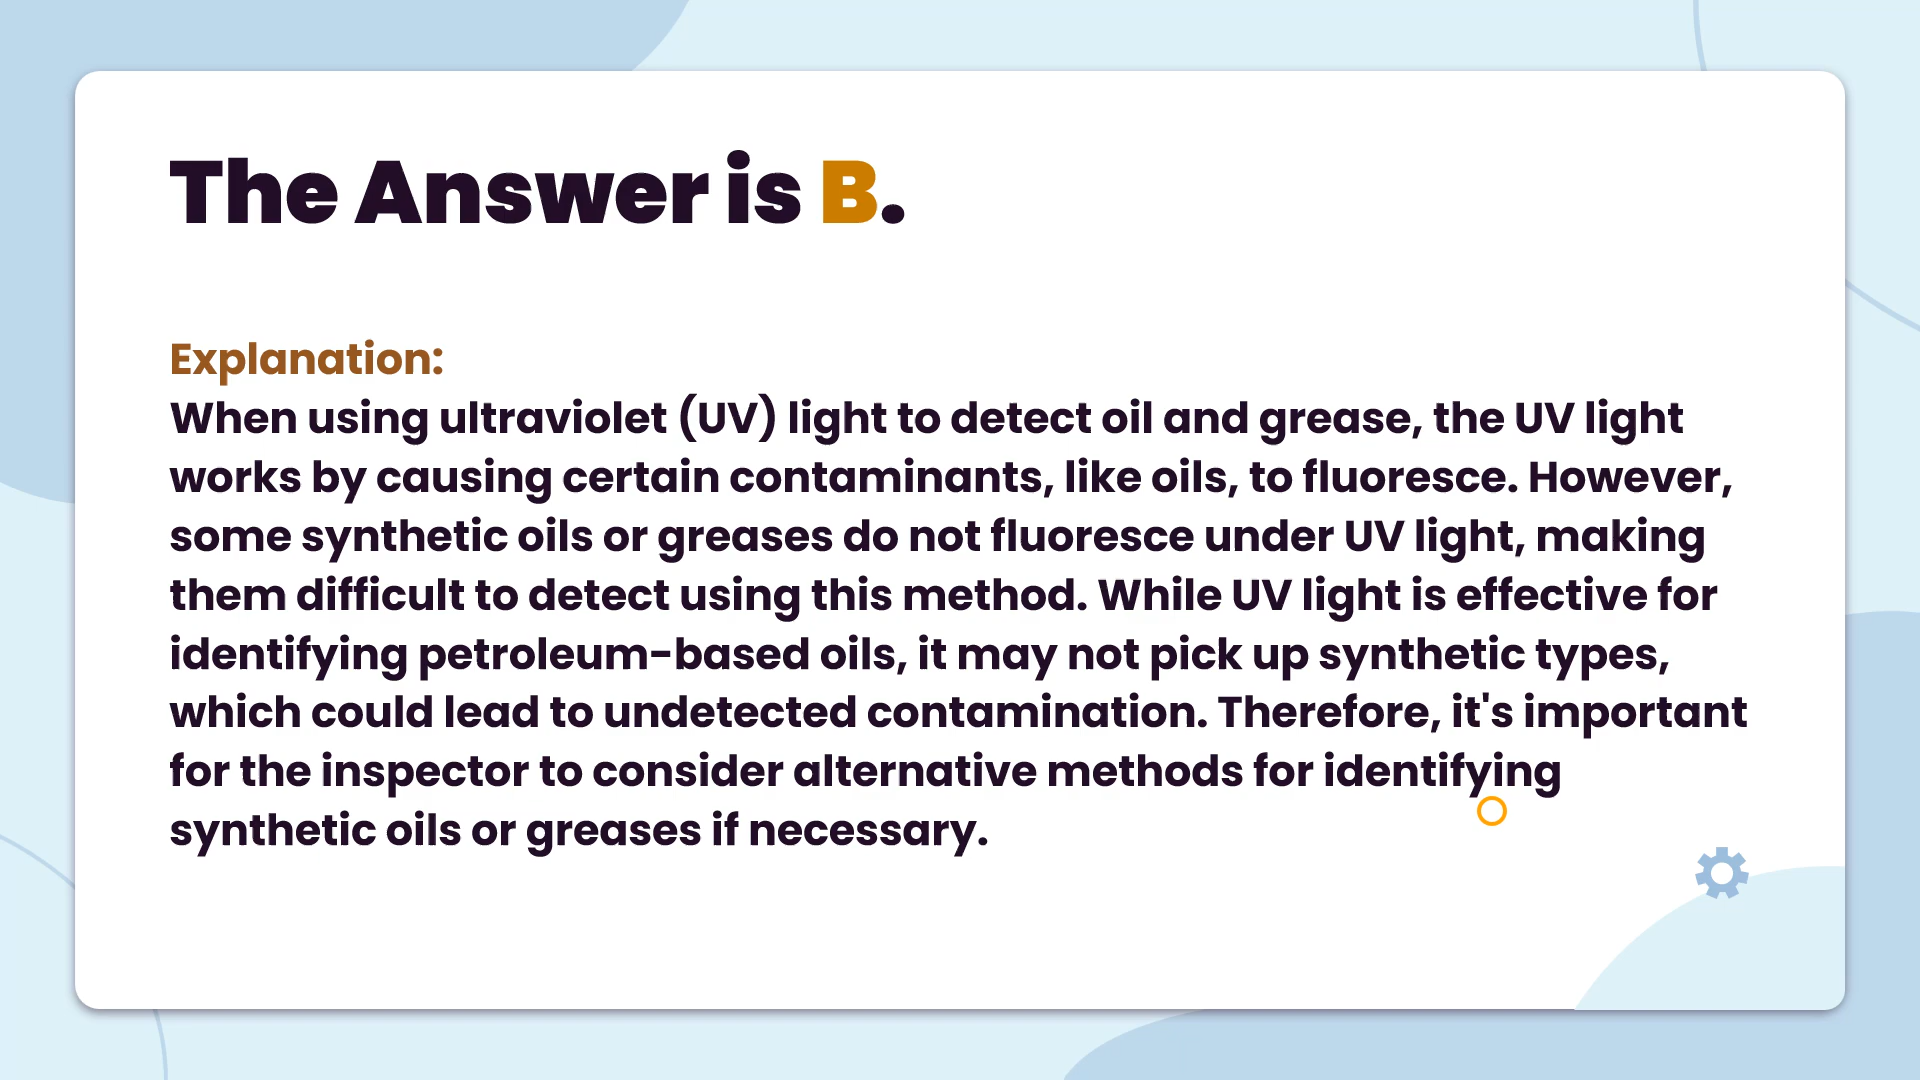 The Answer is B.
Explanation:
When using ultraviolet (UV) light to detect oil and grease, the UV light
works by causing certain contaminants, like oils, to fluoresce. However,
some synthetic oils or greases do not fluoresce under UV light, making
them difficult to detect using this method. While UV light is effective for
identifying petroleum-based oils, it may not pick up synthetic types,
which could lead to undetected contamination. Therefore, it's important
for the inspector to consider alternative methods for identifying
synthetic oils or greases if necessary.